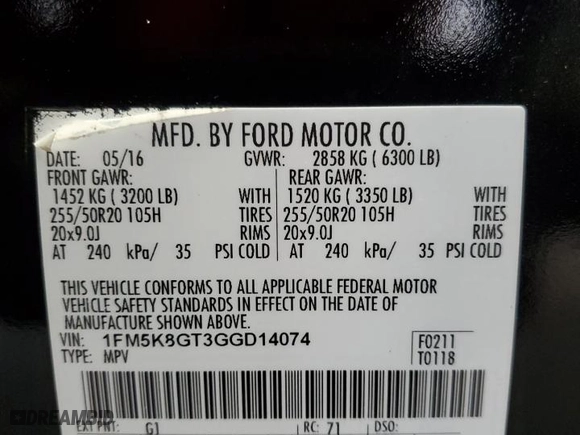 MFD. BY FORD MOTOR CO.
DATE: 05/16 GVWR: 2858 KG ( 6300 LB)
FRONT GAWR: REAR GAWR:
1452 KG ( 3200 LB) WITH 1520 KG ( 3350 LB) WITH
255/50R20 105H TIRES 255/50R20 105H TIRES
20x9.0J RIMS 20x9.0J RIMS
AT 240 kPa/ 35 PSI COLD AT 240 kPa/ 35 PSI COLD
THIS VEHICLE CONFORMS TO ALL APPLICABLE FEDERAL MOTOR
VEHICLE SAFETY STANDARDS IN EFFECT ON THE DATE OF
MANUFACTURE SHOWN ABOVE.
VIN: 1FM5K8GT3GGD14074 F0211
TYPE: MPV T0118
EXT PNT: G1 RC: 71 DSO:
DREAMBID